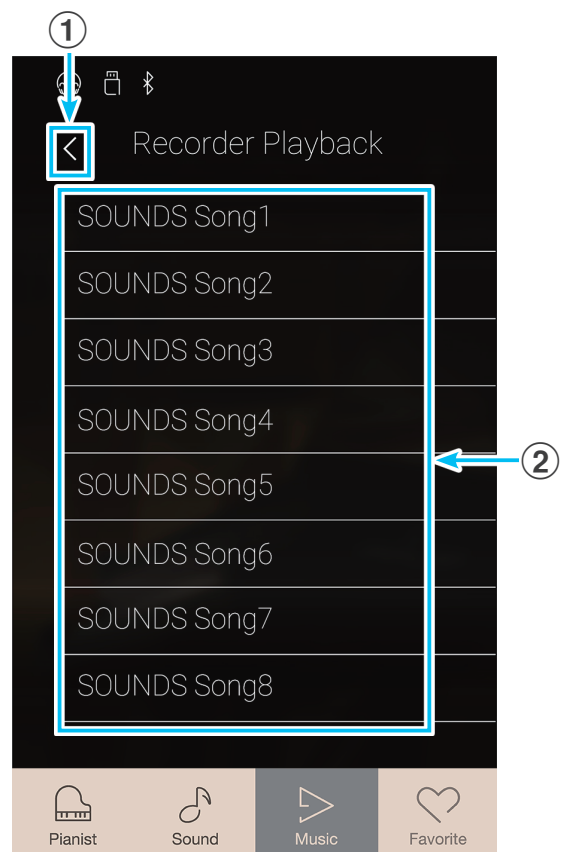 1
Recorder Playback
SOUNDS Song1
SOUNDS Song2
SOUNDS Song3
SOUNDS Song4
SOUNDS Song5
2
SOUNDS Song6
SOUNDS Song7
SOUNDS Song8
Pianist Sound Music Favorite